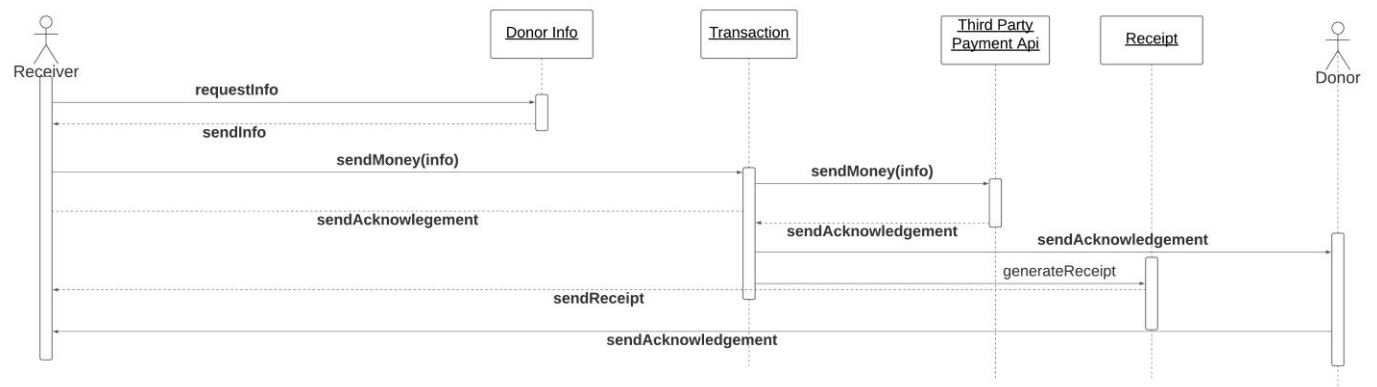 Donor Info
Transaction
Third Party
Payment Api
Receipt
Receiver
Donor
requestInfo
sendInfo
sendMoney(info)
sendMoney(info)
sendAcknowlegement
sendAcknowledgement
sendAcknowledgement
generateReceipt
sendReceipt
sendAcknowledgement